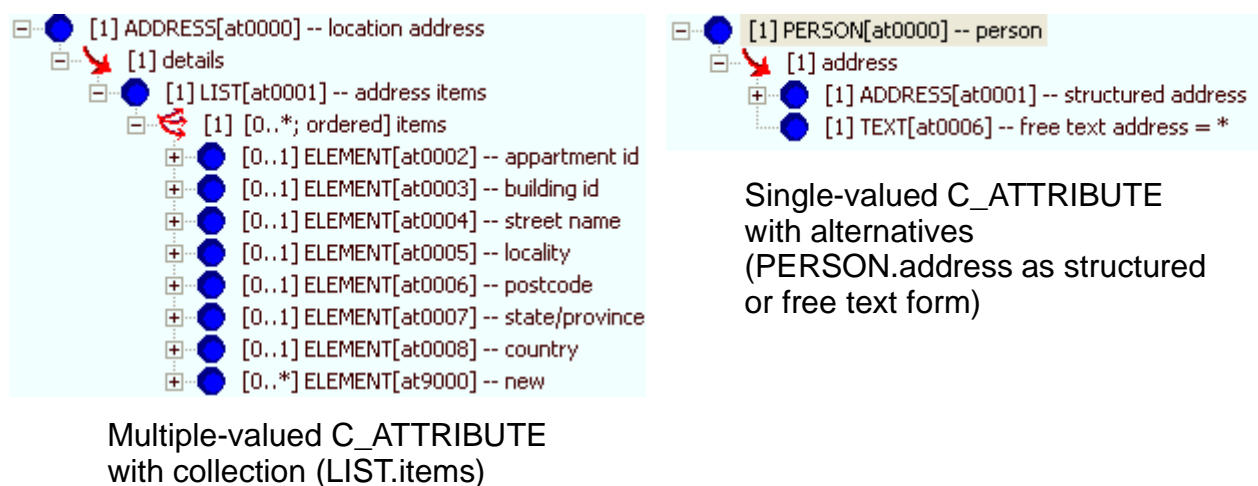 [1] ADDRESS[at0000] -- location address
[1] details
[1] LIST[at0001] -- address items
[1] [0..*; ordered] items
[0..1] ELEMENT[at0002] -- appartment id
[0..1] ELEMENT[at0003] -- building id
[0..1] ELEMENT[at0004] -- street name
[0..1] ELEMENT[at0005] -- locality
[0..1] ELEMENT[at0006] -- postcode
[0..1] ELEMENT[at0007] -- state/province
[0..1] ELEMENT[at0008] -- country
[0..*] ELEMENT[at9000] -- new
Multiple-valued C_ATTRIBUTE
with collection (LIST.items)
[1] PERSON[at0000] -- person
[1] address
[1] ADDRESS[at0001] -- structured address
[1] TEXT[at0006] -- free text address = *
Single-valued C_ATTRIBUTE
with alternatives
(PERSON.address as structured
or free text form)